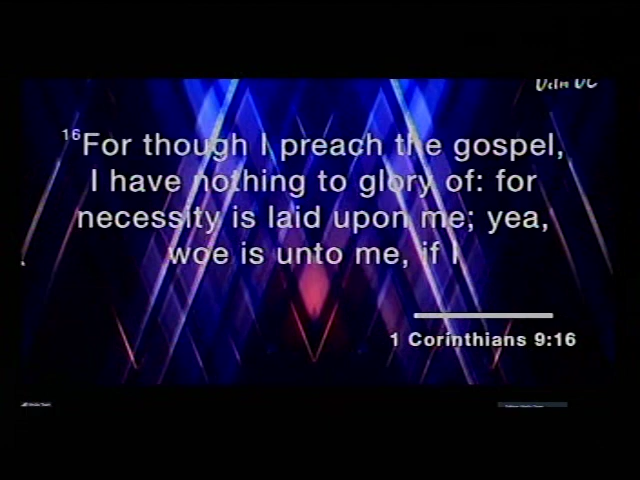 16For though I preach the gospel,
I have nothing to glory of: for
necessity is laid upon me; yea,
woe is unto me, if I
1 Corinthians 9:16